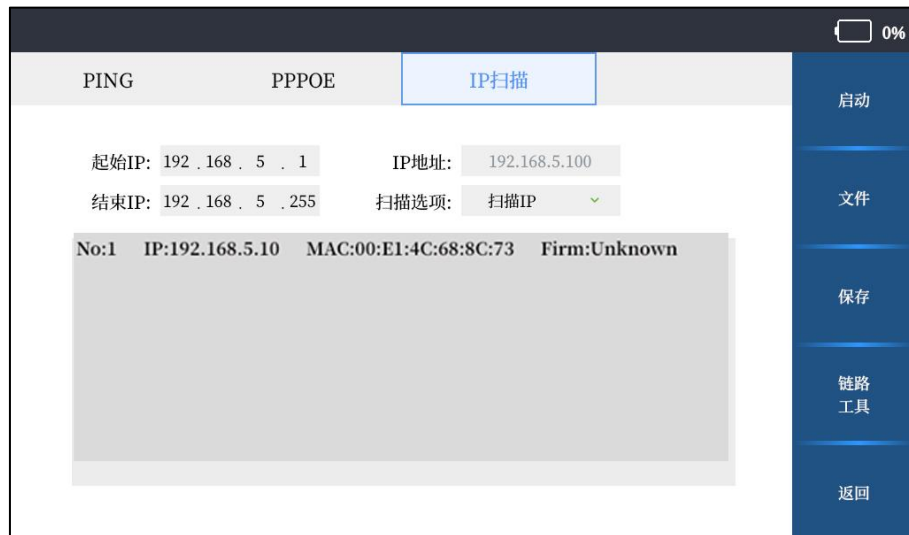 0%
PING PPPOE IP扫描
起始IP: 192 . 168 . 5 . 1 IP地址: 192.168.5.100
结束IP: 192 . 168 . 5 . 255 扫描选项: 扫描IP
No:1 IP:192.168.5.10 MAC:00:E1:4C:68:8C:73 Firm:Unknown
启动
文件
保存
链路
工具
返回